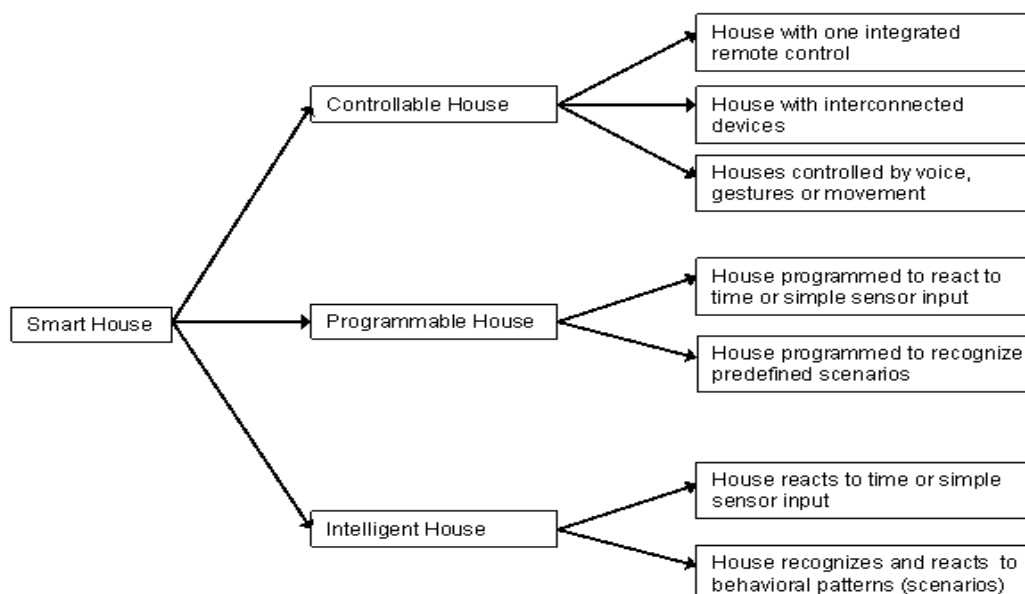 House with one integrated
remote control
Controllable House
House with interconnected
devices
Houses controlled by voice,
gestures or movement
House programmed to react to
time or simple sensor input
Smart House
Programmable House
House programmed to recognize
predefined scenarios
House reacts to time or simple
sensor input
Intelligent House
House recognizes and reacts to
behavioral patterns (scenarios)